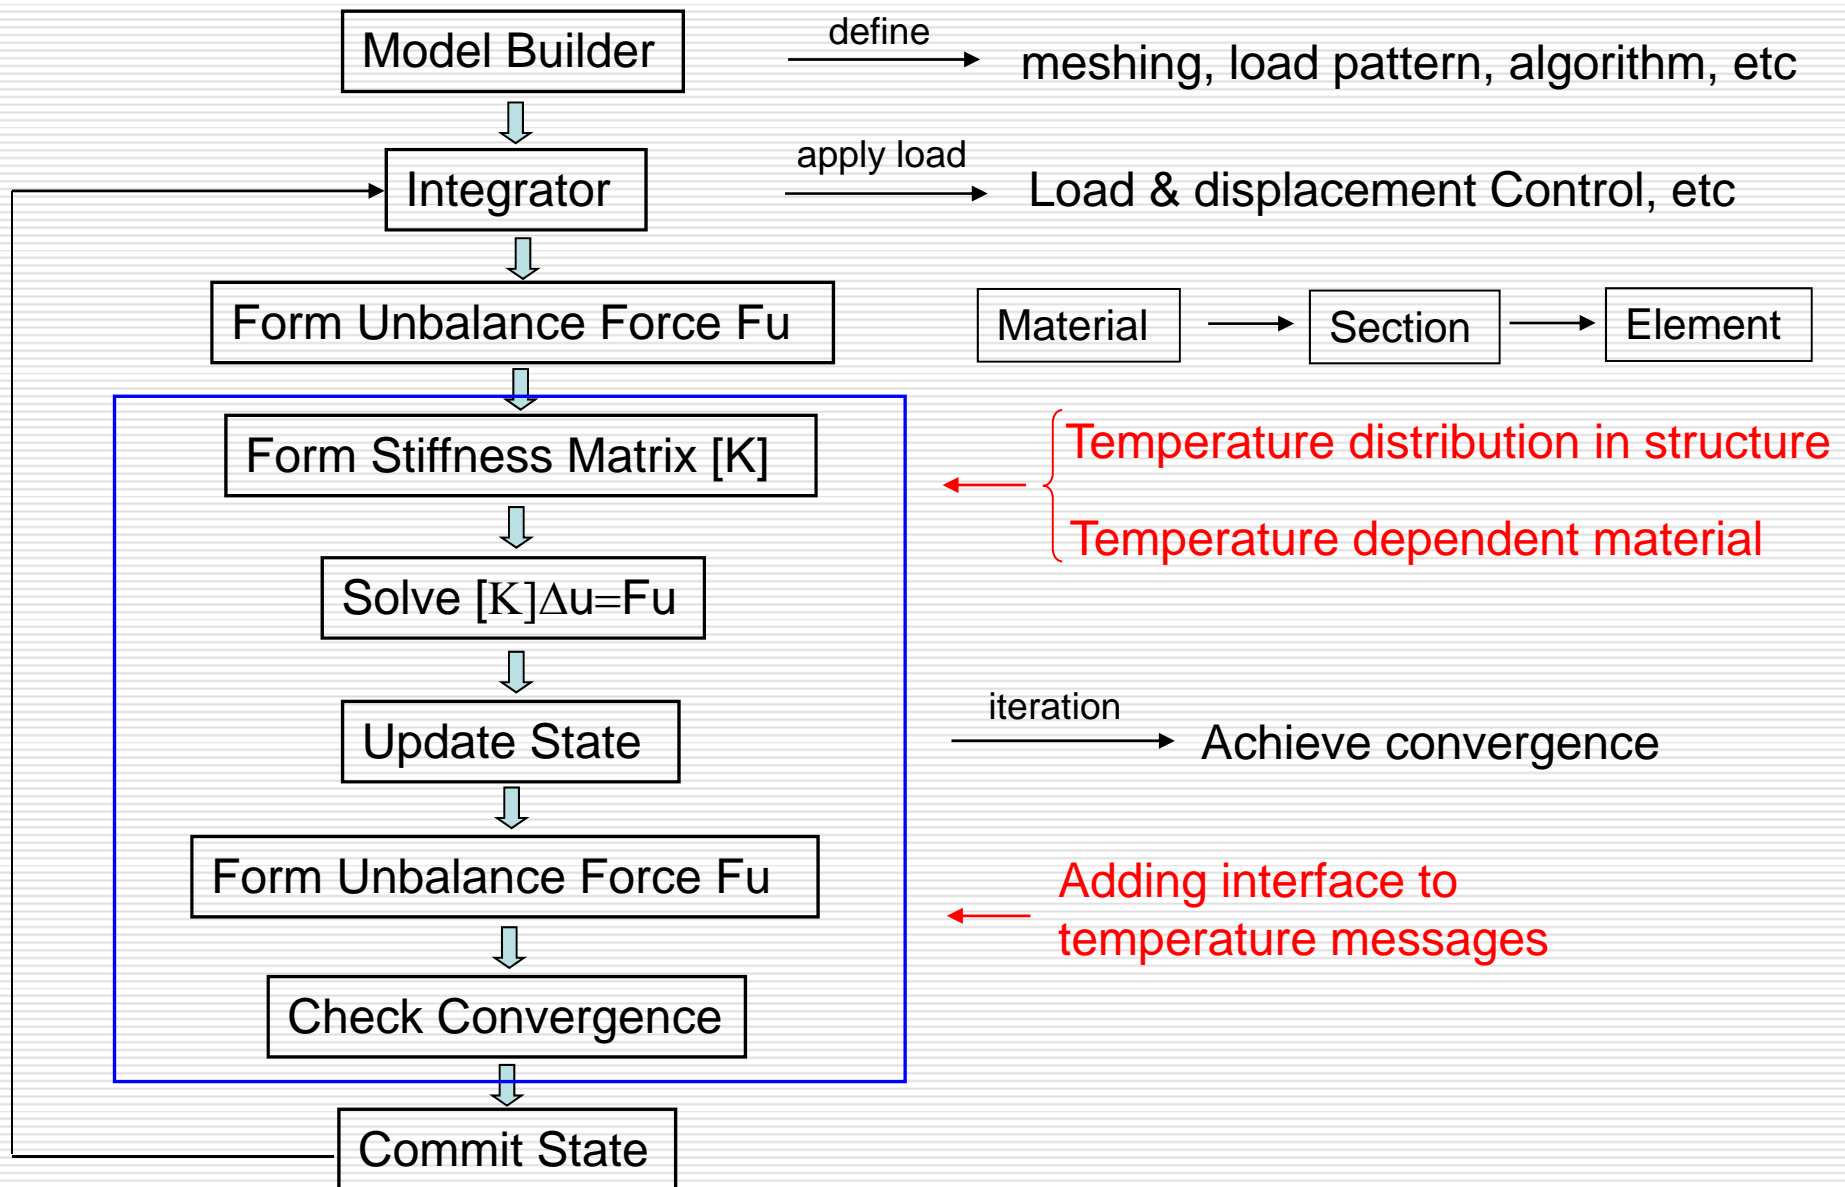 Model Builder
define
meshing, load pattern, algorithm, etc
Integrator
apply load
Load & displacement Control, etc
Form Unbalance Force Fu
Material
Section
Element
Form Stiffness Matrix [K]
Temperature distribution in structure
Temperature dependent material
Solve [K]Δu=Fu
Update State
iteration
Achieve convergence
Form Unbalance Force Fu
Adding interface to
temperature messages
Check Convergence
Commit State